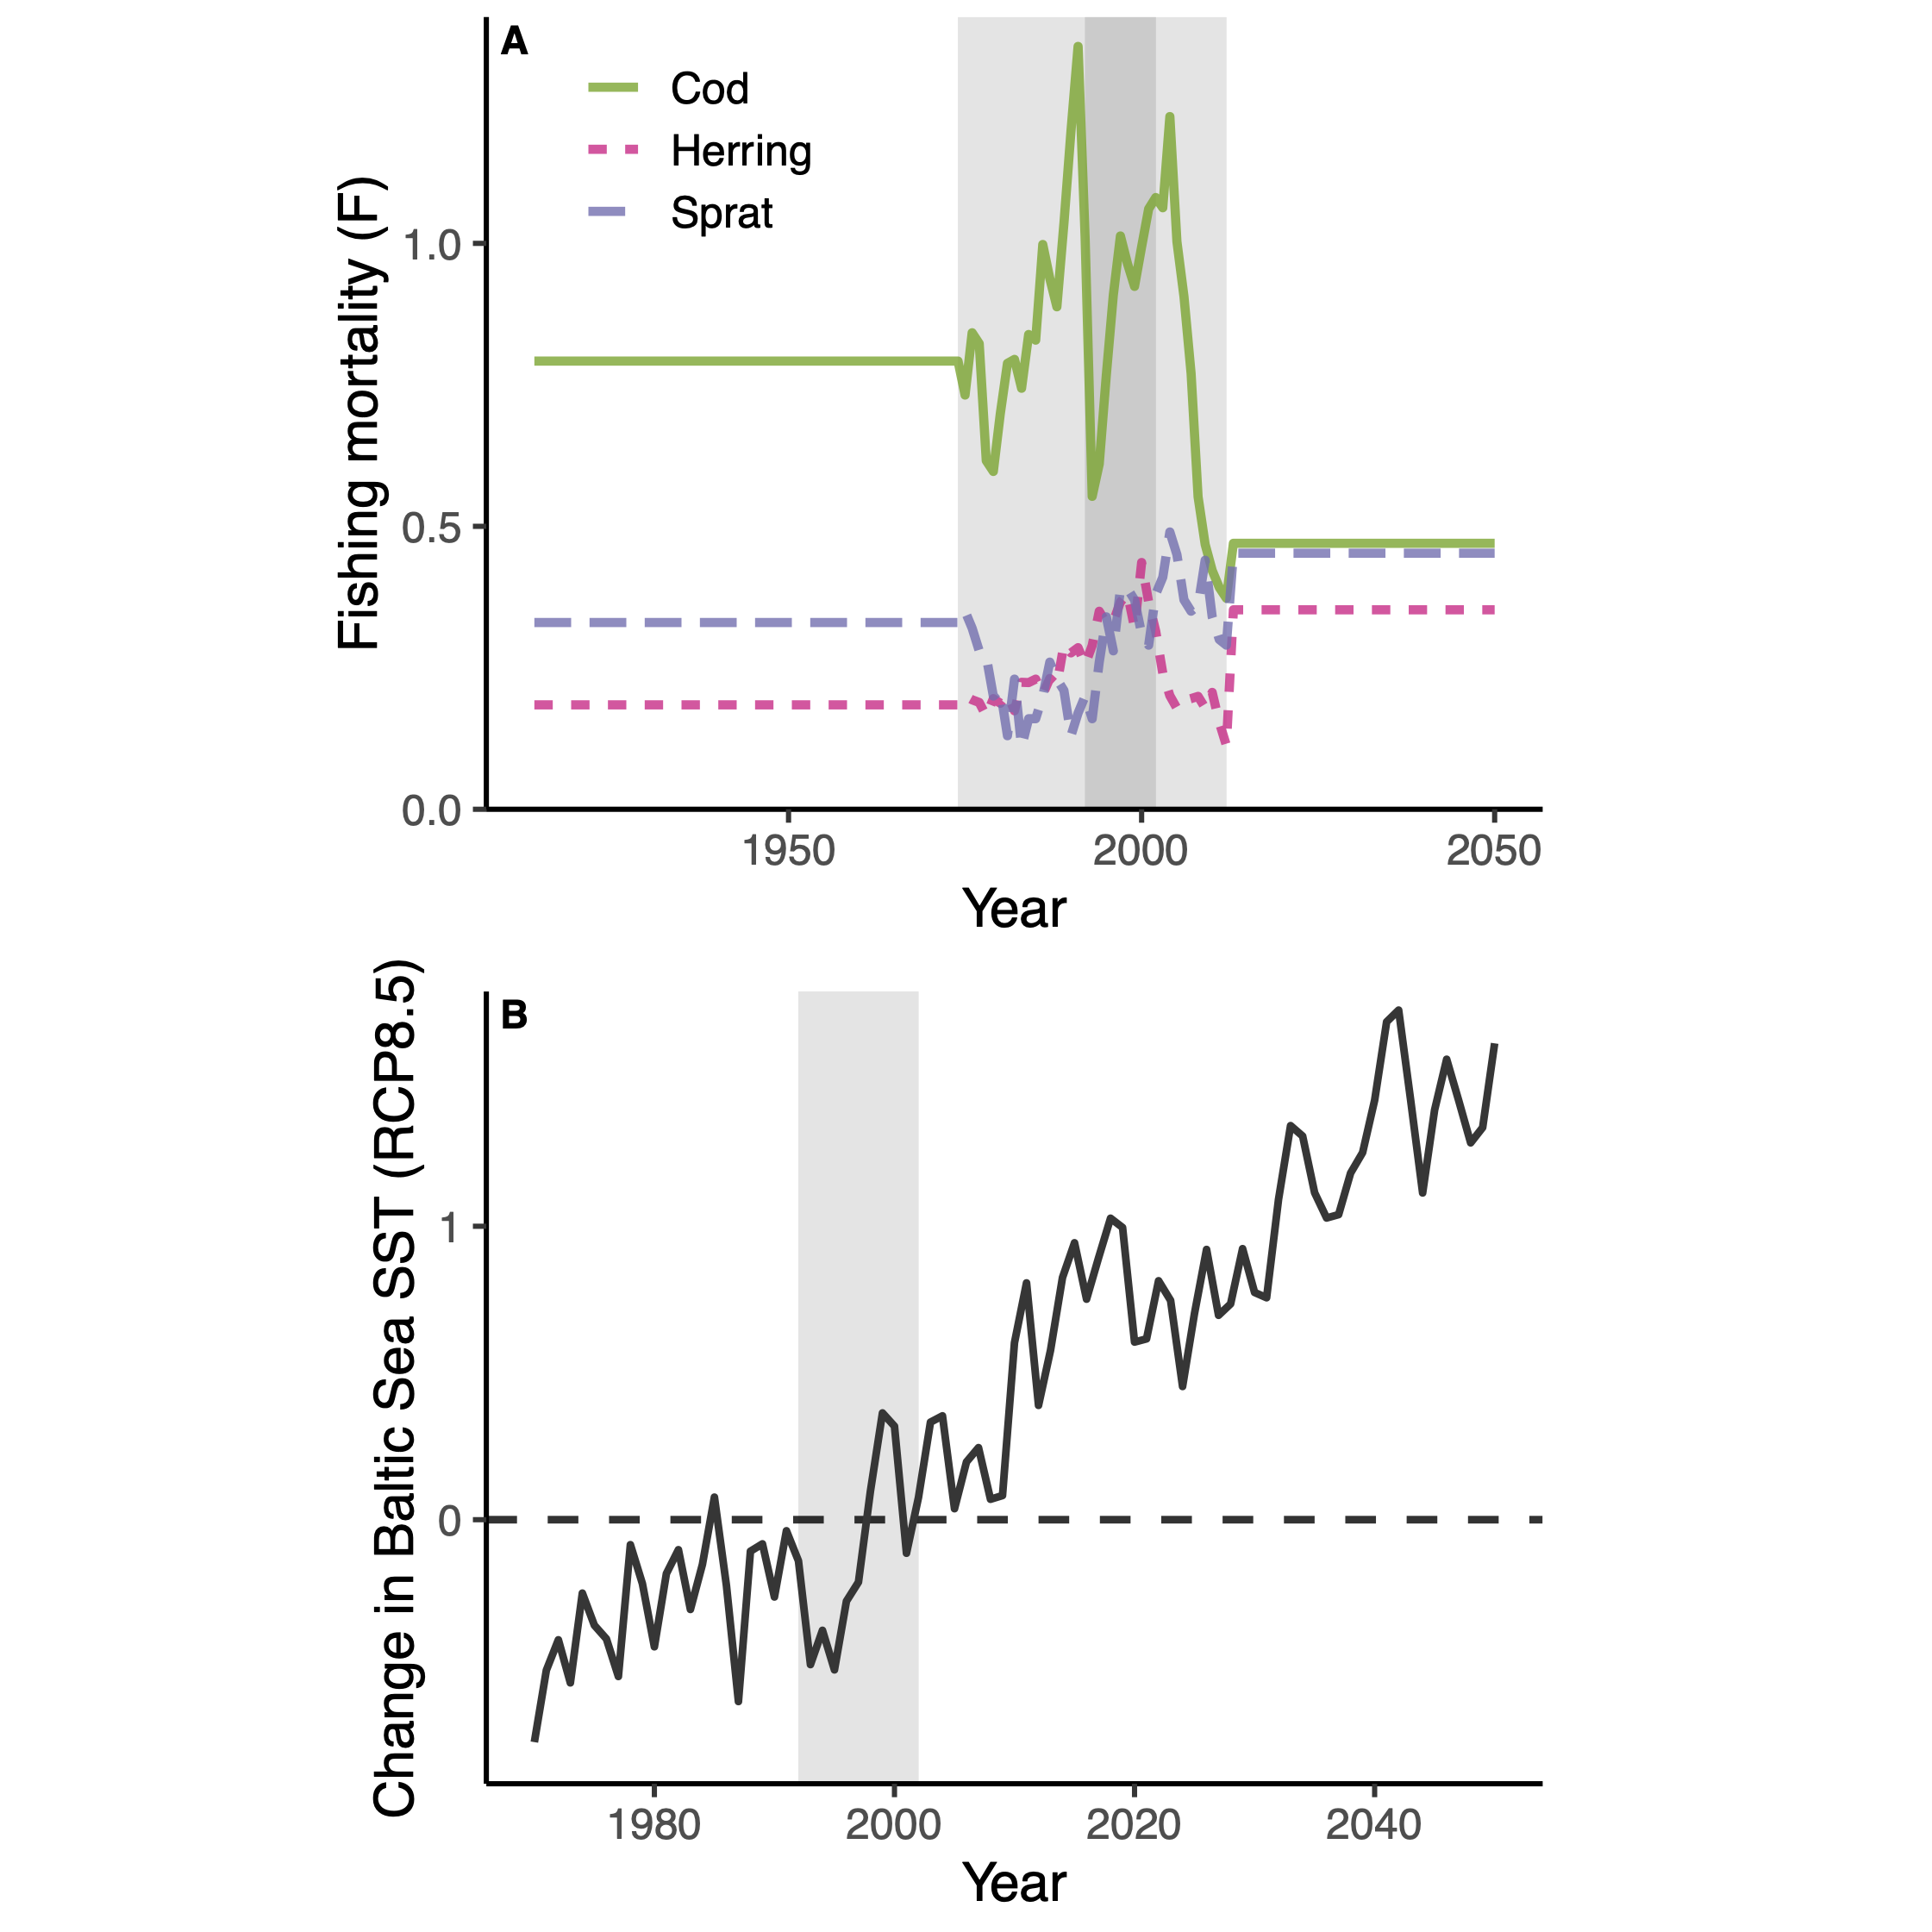 A
Cod
Herring
Sprat
Fishing mortality (F)
1.0
0.5
0.0
1950 2000 2050
Year
B
Change in Baltic Sea SST (RCP8.5)
1
0
1980 2000 2020 2040
Year